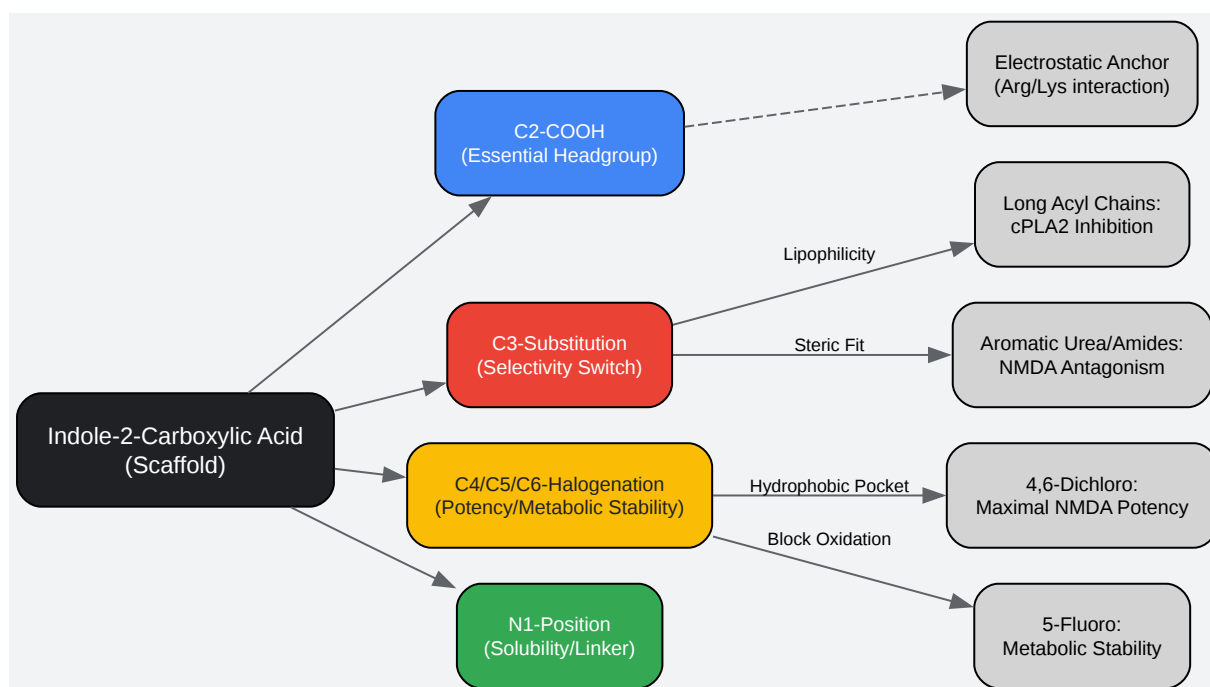 Electrostatic Anchor
(Arg/Lys interaction)
C2-COOH
(Essential Headgroup)
Long Acyl Chains:
cPLA2 Inhibition
Lipophilicity
C3-Substitution
(Selectivity Switch)
Steric Fit
Aromatic Urea/Amides:
NMDA Antagonism
Indole-2-Carboxylic Acid
(Scaffold)
C4/C5/C6-Halogenation
(Potency/Metabolic Stability)
Hydrophobic Pocket
4,6-Dichloro:
Maximal NMDA Potency
Block Oxidation
N1-Position
(Solubility/Linker)
5-Fluoro:
Metabolic Stability